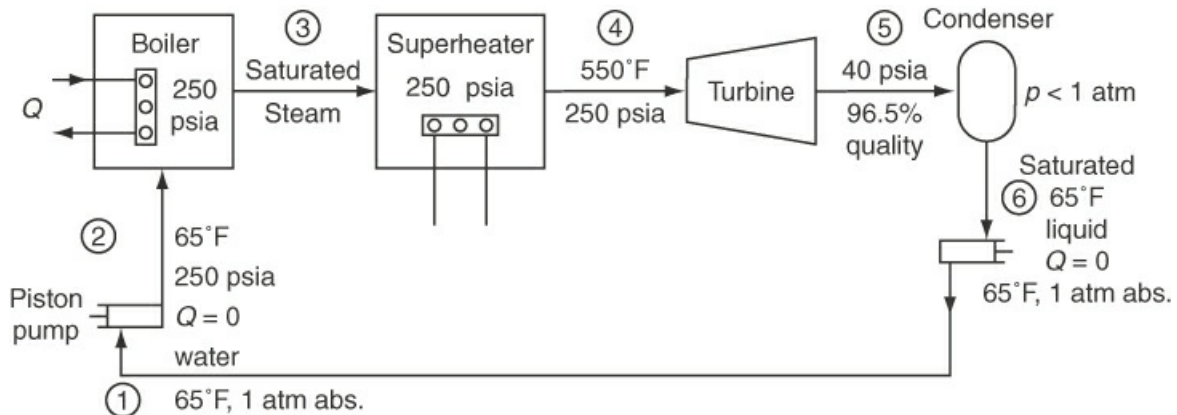 Boiler
250
psia
Q
③
Saturated
Steam
Superheater
250 psia
④
550°F
250 psia
Turbine
⑤
40 psia
96.5%
quality
Condenser
p < 1 atm
Saturated
⑥ 65°F
liquid
Q = 0
65°F, 1 atm abs.
②
65°F
250 psia
Q = 0
Piston
pump
water
① 65°F, 1 atm abs.